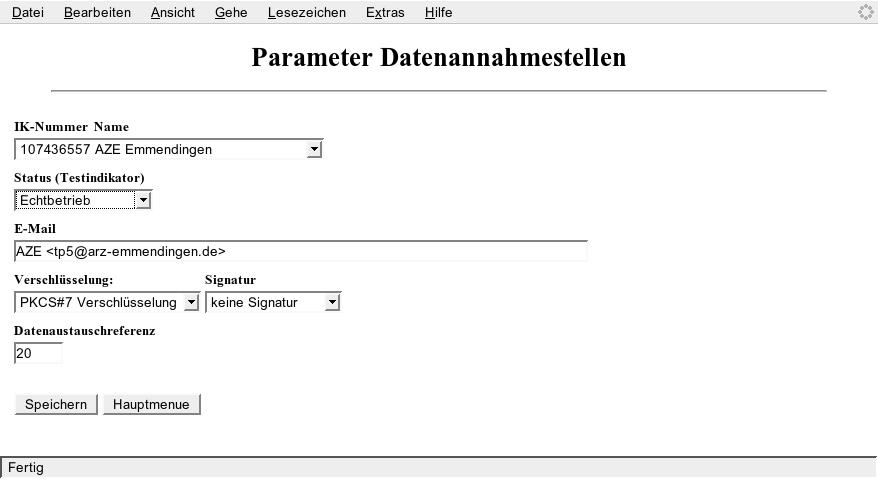 Datei Bearbeiten Ansicht Gehe Lesezeichen Extras Hilfe
Parameter Datenannahmestellen
IK-Nummer Name
107436557 AZE Emmendingen
Status (Testindikator)
Echtbetrieb
E-Mail
AZE <tp5@arz-emmendingen.de>
Verschlüsselung: Signatur
PKCS#7 Verschlüsselung keine Signatur
Datenaustauschreferenz
20
Speichern Hauptmenue
Fertig